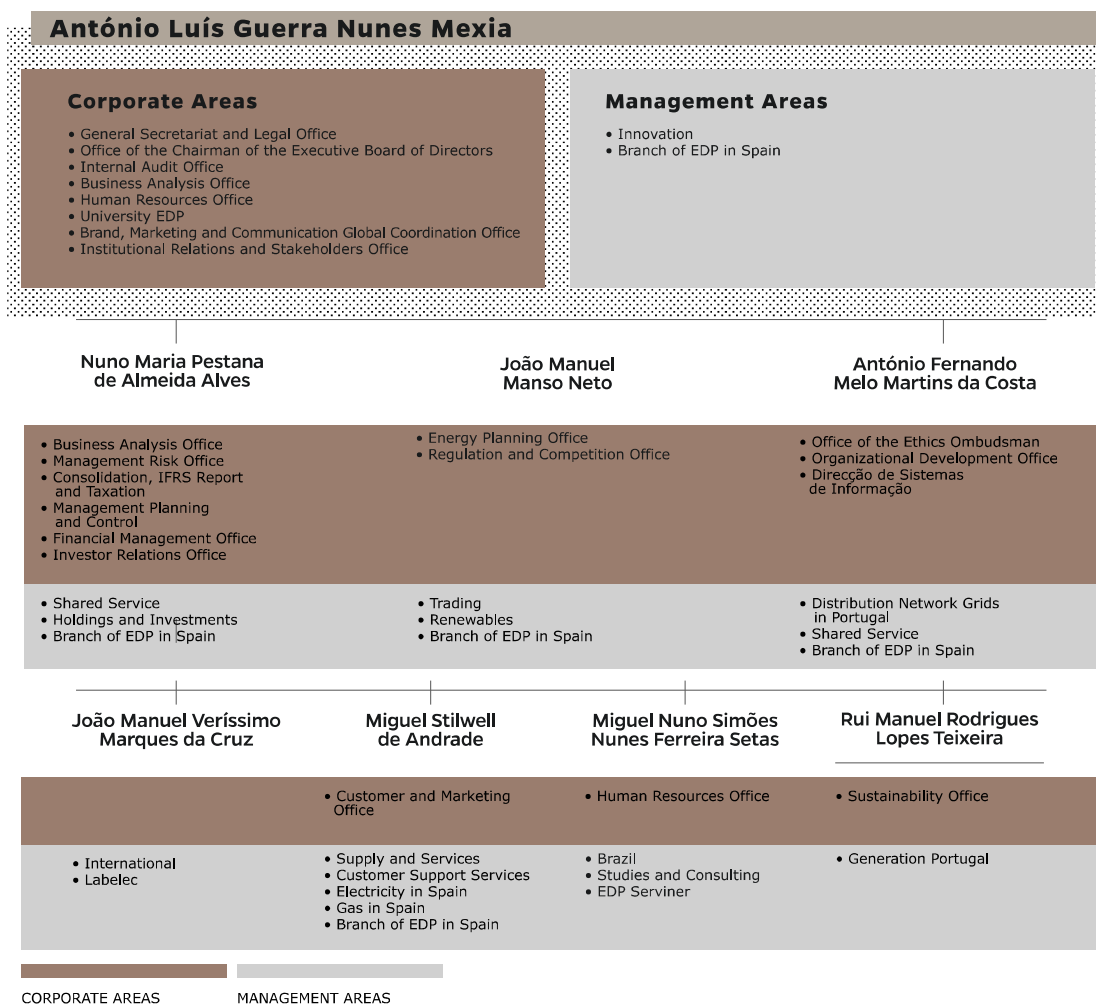 António Luís Guerra Nunes Mexia
Corporate Areas
• General Secretariat and Legal Office
• Office of the Chairman of the Executive Board of Directors
• Internal Audit Office
• Business Analysis Office
• Human Resources Office
• University EDP
• Brand, Marketing and Communication Global Coordination Office
• Institutional Relations and Stakeholders Office
Management Areas
• Innovation
• Branch of EDP in Spain
Nuno Maria Pestana
de Almeida Alves
João Manuel
Manso Neto
António Fernando
Melo Martins da Costa
• Business Analysis Office
• Management Risk Office
• Consolidation, IFRS Report
and Taxation
• Management Planning
and Control
• Financial Management Office
• Investor Relations Office
• Energy Planning Office
• Regulation and Competition Office
• Office of the Ethics Ombudsman
• Organizational Development Office
• Direcção de Sistemas
de Informação
• Shared Service
• Holdings and Investments
• Branch of EDP in Spain
• Trading
• Renewables
• Branch of EDP in Spain
• Distribution Network Grids
in Portugal
• Shared Service
• Branch of EDP in Spain
João Manuel Veríssimo
Marques da Cruz
Miguel Stilwell
de Andrade
Miguel Nuno Simões
Nunes Ferreira Setas
Rui Manuel Rodrigues
Lopes Teixeira
• Customer and Marketing
Office
• Human Resources Office
• Sustainability Office
• International
• Labelec
• Supply and Services
• Customer Support Services
• Electricity in Spain
• Gas in Spain
• Branch of EDP in Spain
• Brazil
• Studies and Consulting
• EDP Serviner
• Generation Portugal
CORPORATE AREAS
MANAGEMENT AREAS